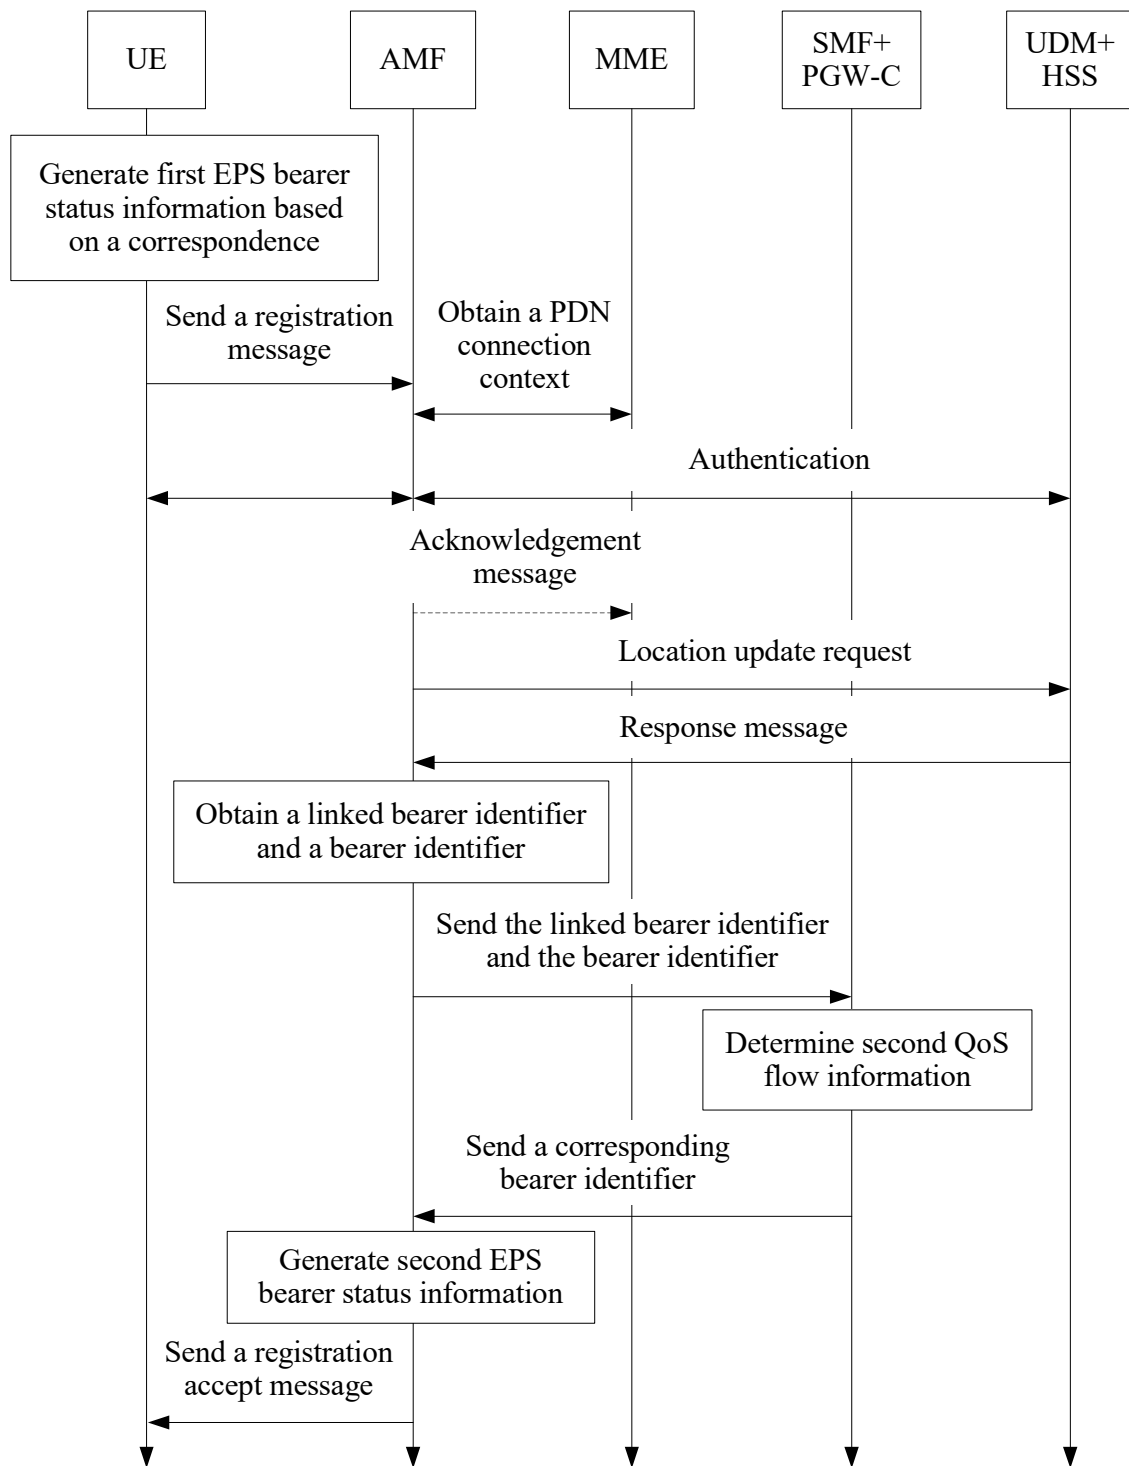 UE
AMF
MME
SMF+
PGW-C
UDM+
HSS
Generate first EPS bearer
status information based
on a correspondence
Send a registration
message
Obtain a PDN
connection
context
Authentication
Acknowledgement
message
Location update request
Response message
Obtain a linked bearer identifier
and a bearer identifier
Send the linked bearer identifier
and the bearer identifier
Determine second QoS
flow information
Send a corresponding
bearer identifier
Generate second EPS
bearer status information
Send a registration
accept message